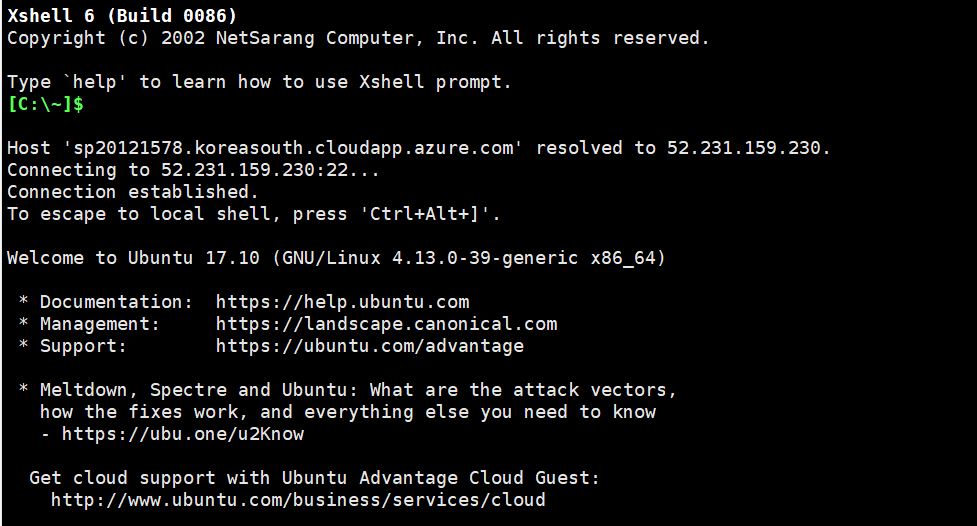 Xshell 6 (Build 0086)
Copyright (c) 2002 NetSarang Computer, Inc. All rights reserved.
Type `help' to learn how to use Xshell prompt.
[C:\~]$
Host 'sp20121578.koreasouth.cloudapp.azure.com' resolved to 52.231.159.230.
Connecting to 52.231.159.230:22...
Connection established.
To escape to local shell, press 'Ctrl+Alt+]'.
Welcome to Ubuntu 17.10 (GNU/Linux 4.13.0-39-generic x86_64)
* Documentation:  https://help.ubuntu.com
* Management:     https://landscape.canonical.com
* Support:        https://ubuntu.com/advantage
* Meltdown, Spectre and Ubuntu: What are the attack vectors,
how the fixes work, and everything else you need to know
- https://ubu.one/u2Know
Get cloud support with Ubuntu Advantage Cloud Guest:
http://www.ubuntu.com/business/services/cloud